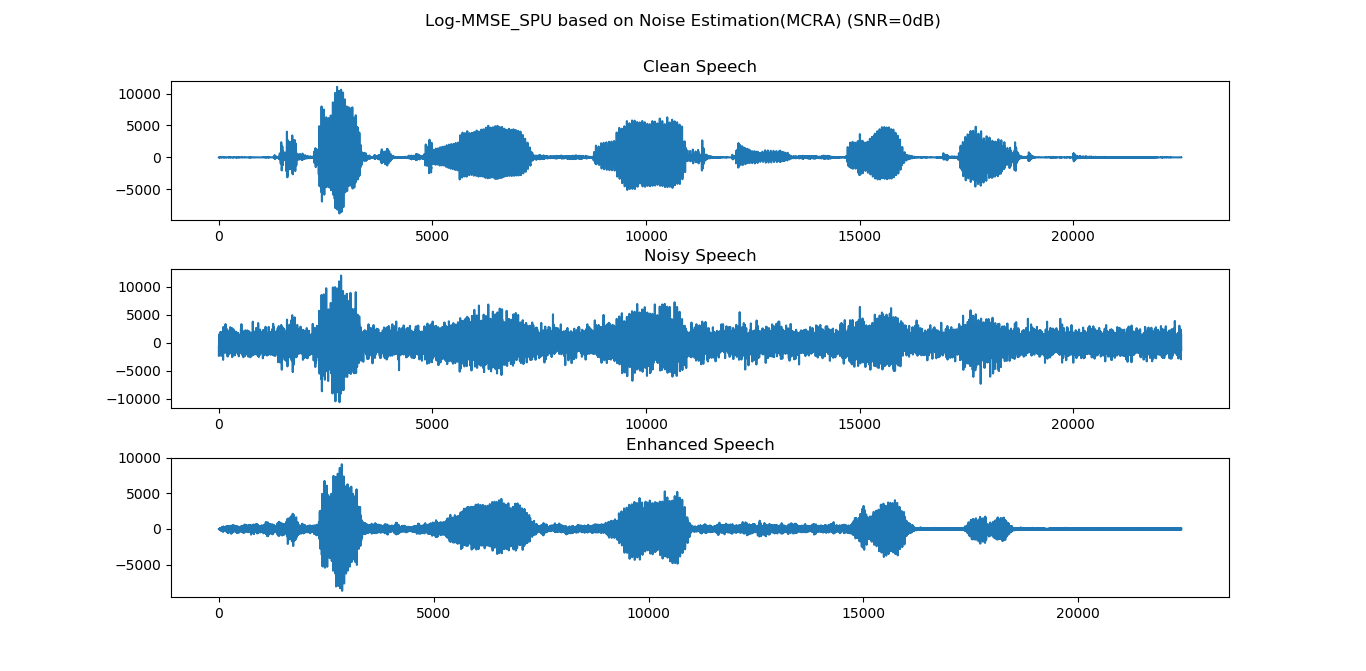 Log-MMSE_SPU based on Noise Estimation(MCRA) (SNR=0dB)
Clean Speech
10000
5000
0
−5000
0 5000 10000 15000 20000
Noisy Speech
10000
5000
0
−5000
−10000
0 5000 10000 15000 20000
Enhanced Speech
10000
5000
0
−5000
0 5000 10000 15000 20000